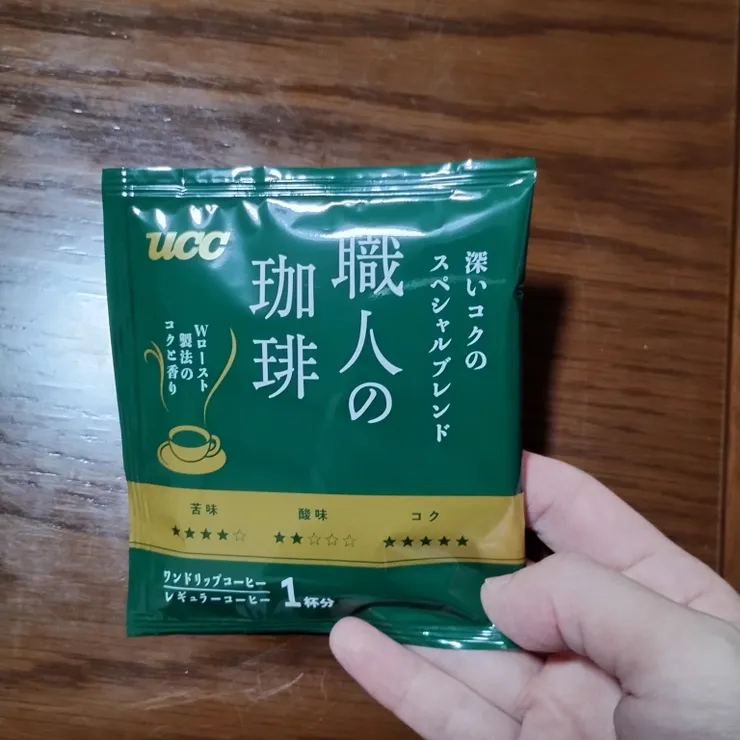 UCC
職人の
珈琲
深いコクの
スペシャルブレンド
Wロースト
製法の
コクと香り
苦味
酸味
コク
★★★★☆
★★☆☆☆
★★★★★
ワンドリップコーヒー
レギュラーコーヒー
1杯分